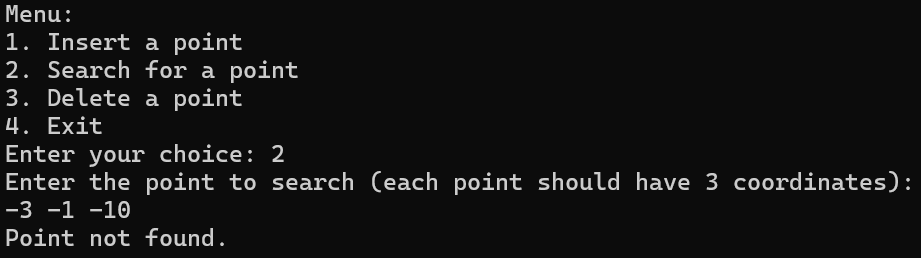 Menu:
1. Insert a point
2. Search for a point
3. Delete a point
4. Exit
Enter your choice: 2
Enter the point to search (each point should have 3 coordinates):
-3 -1 -10
Point not found.